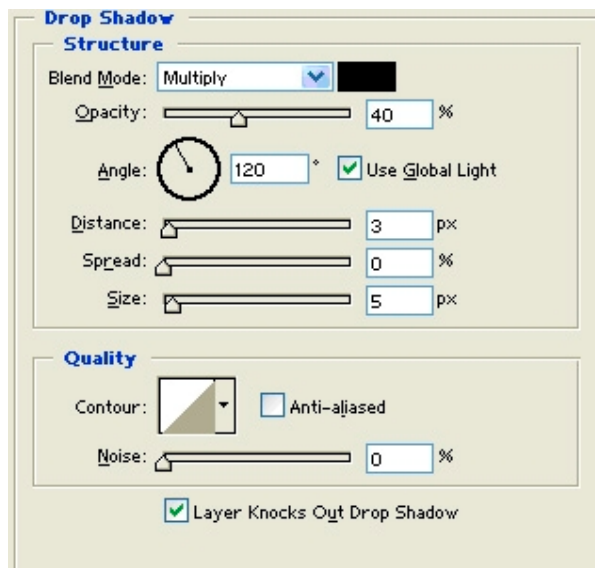 Drop Shadow
Structure
Blend Mode: Multiply
Opacity: 40 %
Angle: 120 ° Use Global Light
Distance: 3 px
Spread: 0 %
Size: 5 px
Quality
Contour: Anti-aliased
Noise: 0 %
Layer Knocks Out Drop Shadow